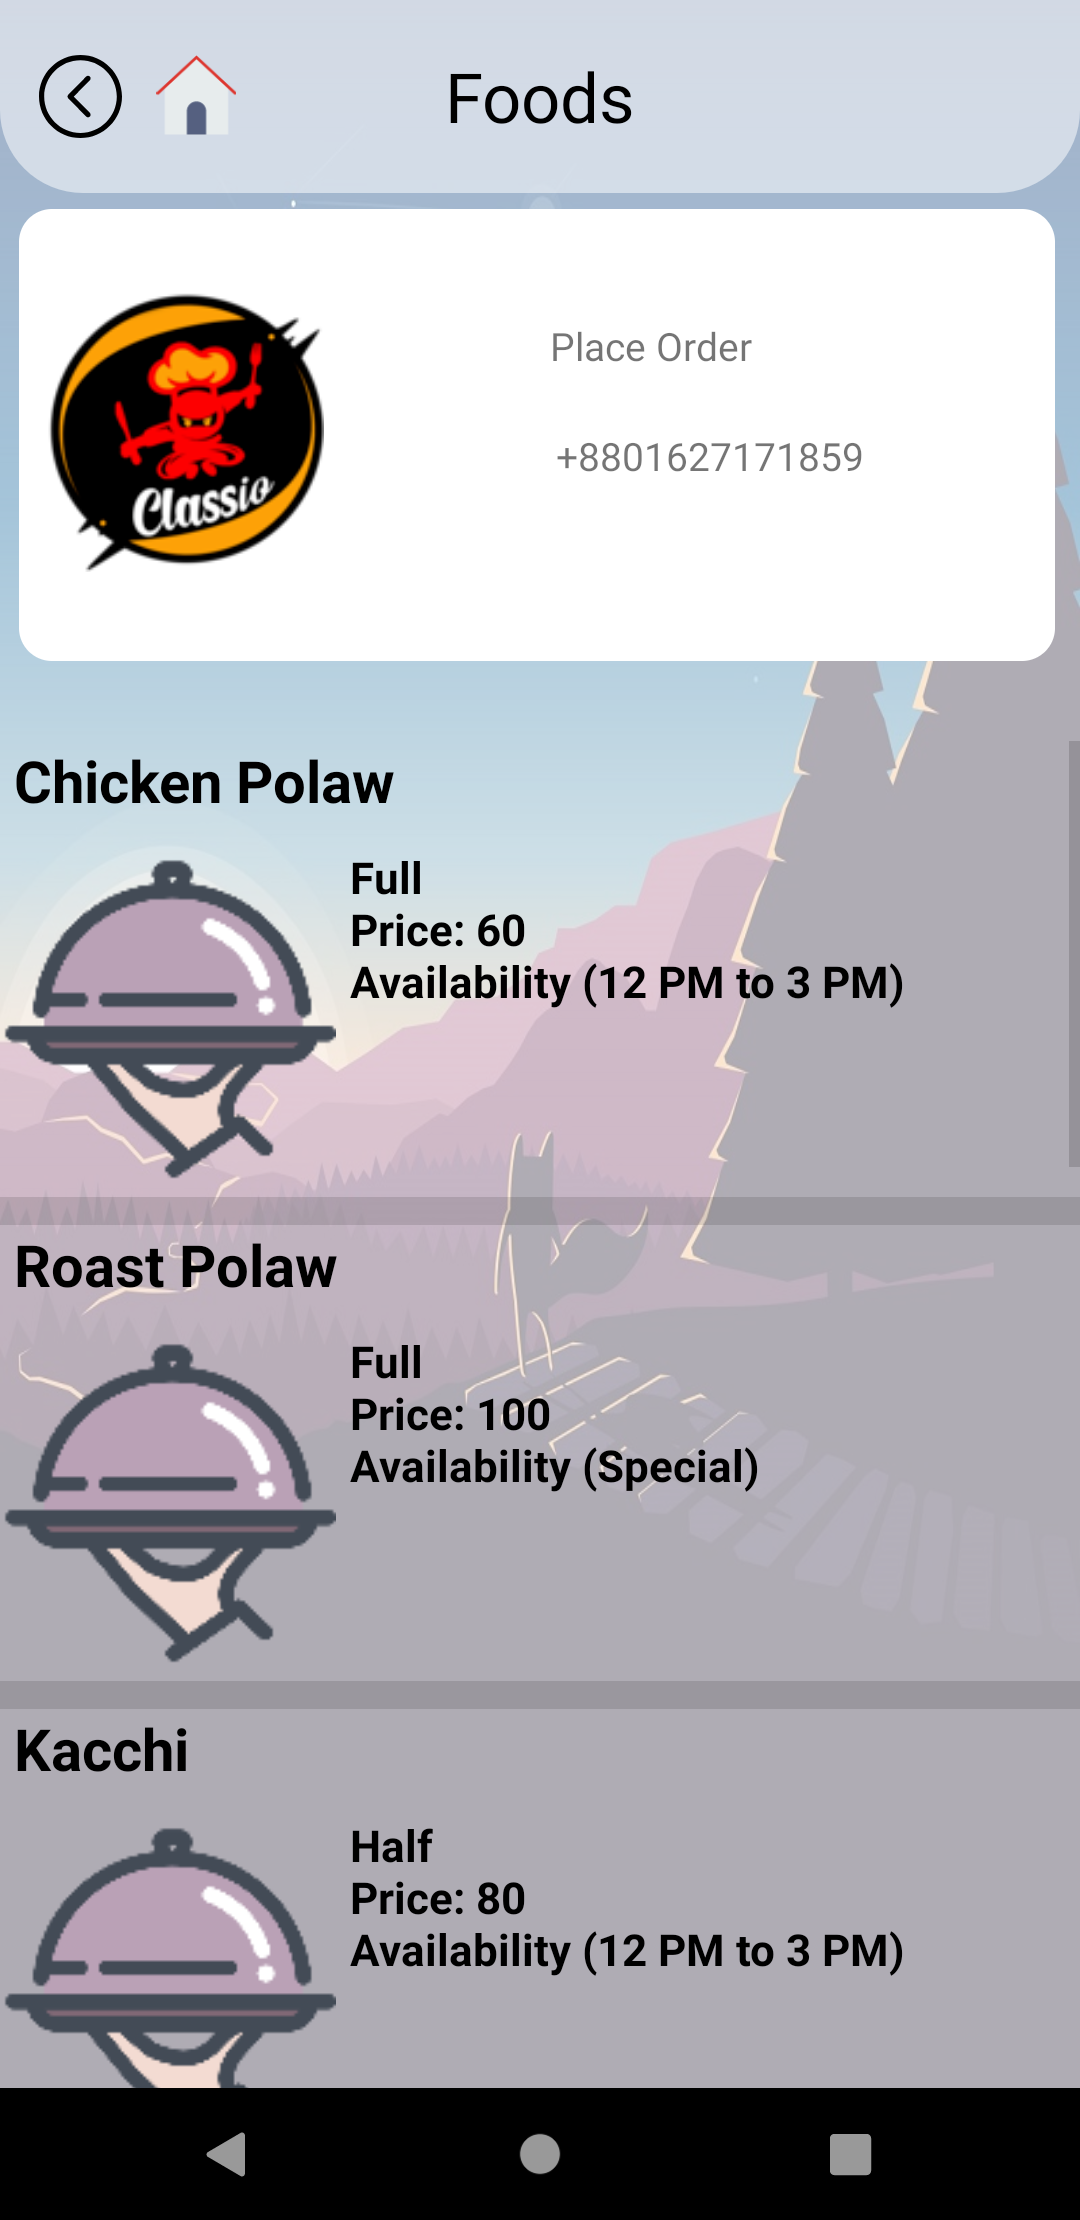 Foods
Classio
Place Order
+8801627171859
Chicken Polaw
Full
Price: 60
Availability (12 PM to 3 PM)
Roast Polaw
Full
Price: 100
Availability (Special)
Kacchi
Half
Price: 80
Availability (12 PM to 3 PM)